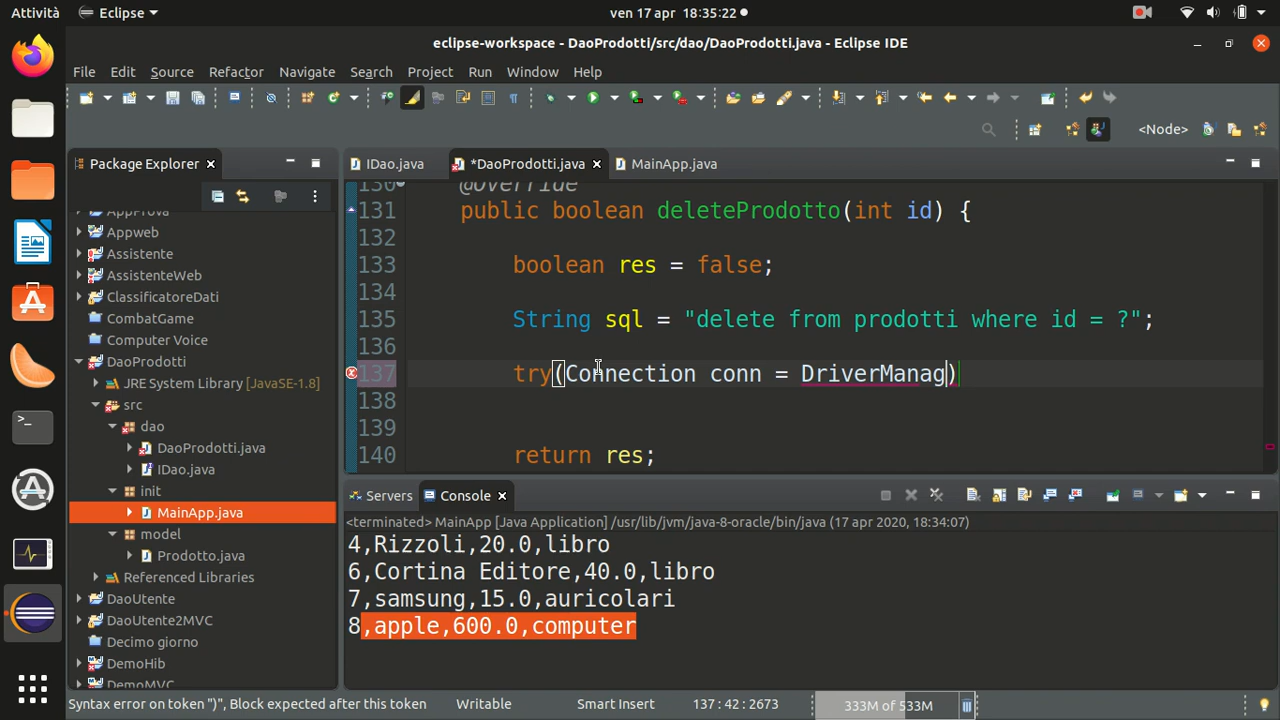 Attività
Eclipse
ven 17 apr 18:35:22
eclipse-workspace - DaoProdotti/src/dao/DaoProdotti.java - Eclipse IDE
File Edit Source Refactor Navigate Search Project Run Window Help
<Node>
Package Explorer
IDao.java
*DaoProdotti.java
MainApp.java
AppProva
Appweb
Assistente
AssistenteWeb
ClassificatoreDati
CombatGame
Computer Voice
DaoProdotti
JRE System Library [JavaSE-1.8]
src
dao
DaoProdotti.java
IDao.java
init
MainApp.java
model
Prodotto.java
Referenced Libraries
DaoUtente
DaoUtente2MVC
Decimo giorno
DemoHib
DemoMVC
130 @Override
131 public boolean deleteProdotto(int id) {
132
133 boolean res = false;
134
135 String sql = "delete from prodotti where id = ?";
136
137 try(Connection conn = DriverManag)
138
139
140 return res;
Servers
Console
<terminated> MainApp [Java Application] /usr/lib/jvm/java-8-oracle/bin/java (17 apr 2020, 18:34:07)
4,Rizzoli,20.0,libro
6,Cortina Editore,40.0,libro
7,samsung,15.0,auricolari
8,apple,600.0,computer
Syntax error on token ")", Block expected after this token
Writable
Smart Insert
137 : 42 : 2673
333M of 533M